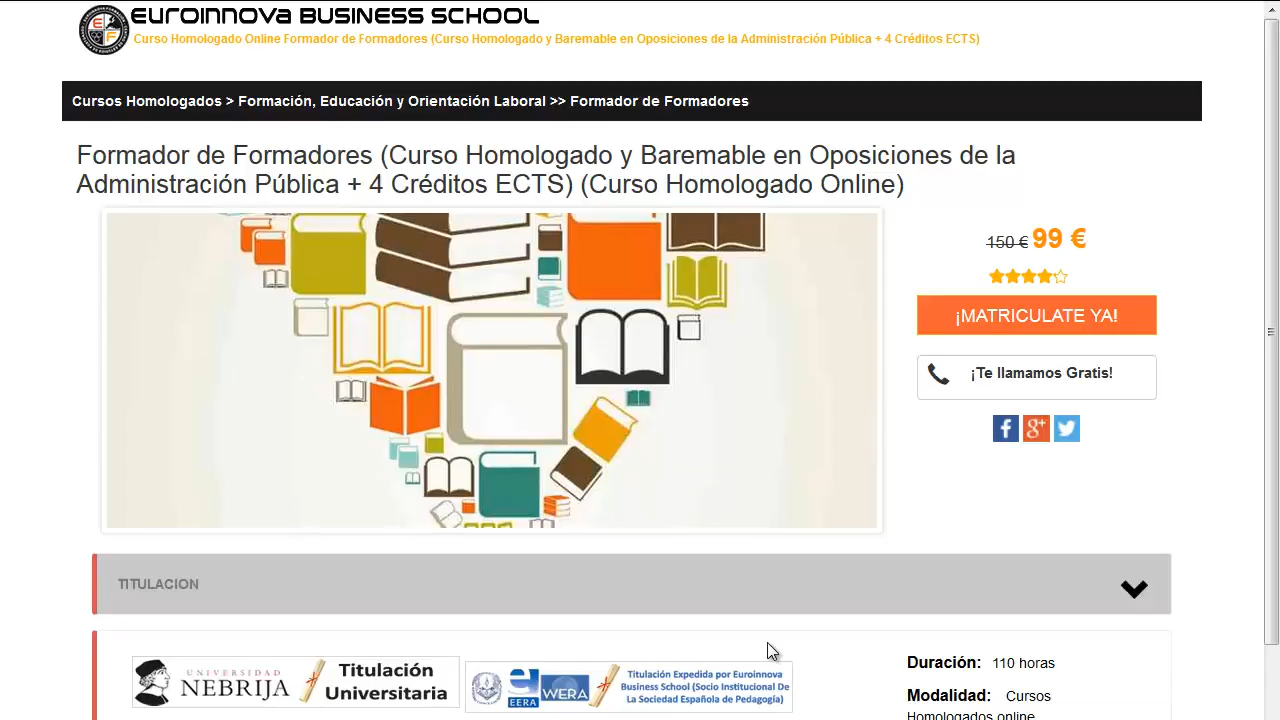 EUROINNOVA BUSINESS SCHOOL
Curso Homologado Online Formador de Formadores (Curso Homologado y Baremable en Oposiciones de la Administración Pública + 4 Créditos ECTS)
Cursos Homologados > Formación, Educación y Orientación Laboral >> Formador de Formadores
Formador de Formadores (Curso Homologado y Baremable en Oposiciones de la
Administración Pública + 4 Créditos ECTS) (Curso Homologado Online)
150 € 99 €
¡MATRICULATE YA!
¡Te llamamos Gratis!
TITULACION
UNIVERSIDAD
NEBRIJA
Titulación
Universitaria
EERA
WERA
Titulación Expedida por Euroinnova
Business School (Socio Institucional De
La Sociedad Española de Pedagogía)
Duración: 110 horas
Modalidad: Cursos
Homologados online